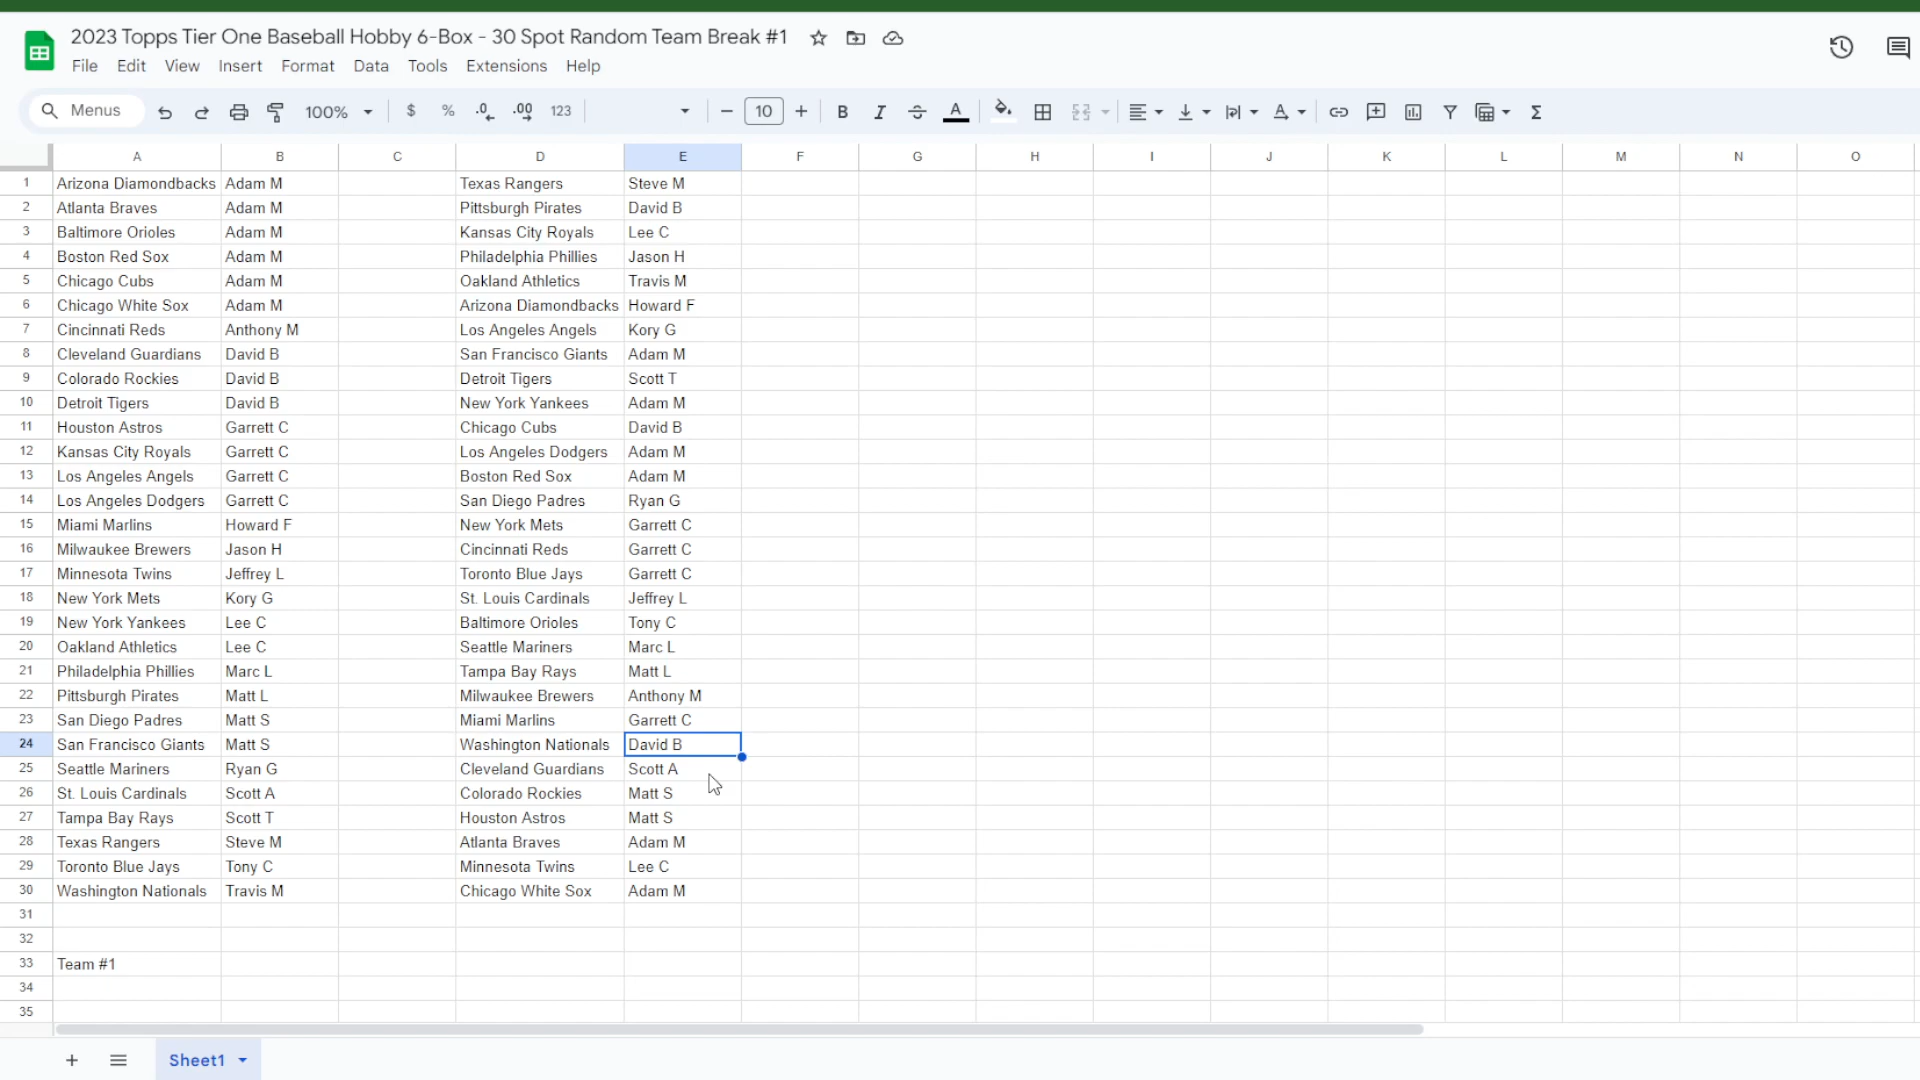 2023 Topps Tier One Baseball Hobby 6-Box - 30 Spot Random Team Break #1
File Edit View Insert Format Data Tools Extensions Help
Menus 100% $ % .0 .00 123 10 B I S A Σ
A B C D E F G H I J K L M N O
1 Arizona Diamondbacks Adam M Texas Rangers Steve M
2 Atlanta Braves Adam M Pittsburgh Pirates David B
3 Baltimore Orioles Adam M Kansas City Royals Lee C
4 Boston Red Sox Adam M Philadelphia Phillies Jason H
5 Chicago Cubs Adam M Oakland Athletics Travis M
6 Chicago White Sox Adam M Arizona Diamondbacks Howard F
7 Cincinnati Reds Anthony M Los Angeles Angels Kory G
8 Cleveland Guardians David B San Francisco Giants Adam M
9 Colorado Rockies David B Detroit Tigers Scott T
10 Detroit Tigers David B New York Yankees Adam M
11 Houston Astros Garrett C Chicago Cubs David B
12 Kansas City Royals Garrett C Los Angeles Dodgers Adam M
13 Los Angeles Angels Garrett C Boston Red Sox Adam M
14 Los Angeles Dodgers Garrett C San Diego Padres Ryan G
15 Miami Marlins Howard F New York Mets Garrett C
16 Milwaukee Brewers Jason H Cincinnati Reds Garrett C
17 Minnesota Twins Jeffrey L Toronto Blue Jays Garrett C
18 New York Mets Kory G St. Louis Cardinals Jeffrey L
19 New York Yankees Lee C Baltimore Orioles Tony C
20 Oakland Athletics Lee C Seattle Mariners Marc L
21 Philadelphia Phillies Marc L Tampa Bay Rays Matt L
22 Pittsburgh Pirates Matt L Milwaukee Brewers Anthony M
23 San Diego Padres Matt S Miami Marlins Garrett C
24 San Francisco Giants Matt S Washington Nationals David B
25 Seattle Mariners Ryan G Cleveland Guardians Scott A
26 St. Louis Cardinals Scott A Colorado Rockies Matt S
27 Tampa Bay Rays Scott T Houston Astros Matt S
28 Texas Rangers Steve M Atlanta Braves Adam M
29 Toronto Blue Jays Tony C Minnesota Twins Lee C
30 Washington Nationals Travis M Chicago White Sox Adam M
31
32
33 Team #1
34
35
Sheet1